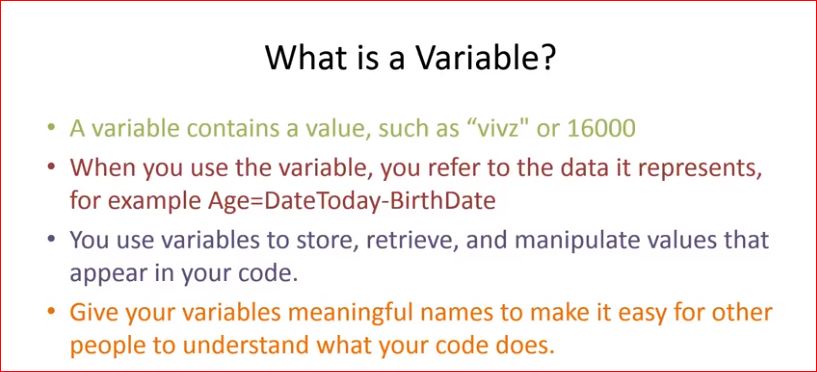 What is a Variable?
• A variable contains a value, such as “vivz" or 16000
• When you use the variable, you refer to the data it represents,
for example Age=DateToday-BirthDate
• You use variables to store, retrieve, and manipulate values that
appear in your code.
• Give your variables meaningful names to make it easy for other
people to understand what your code does.